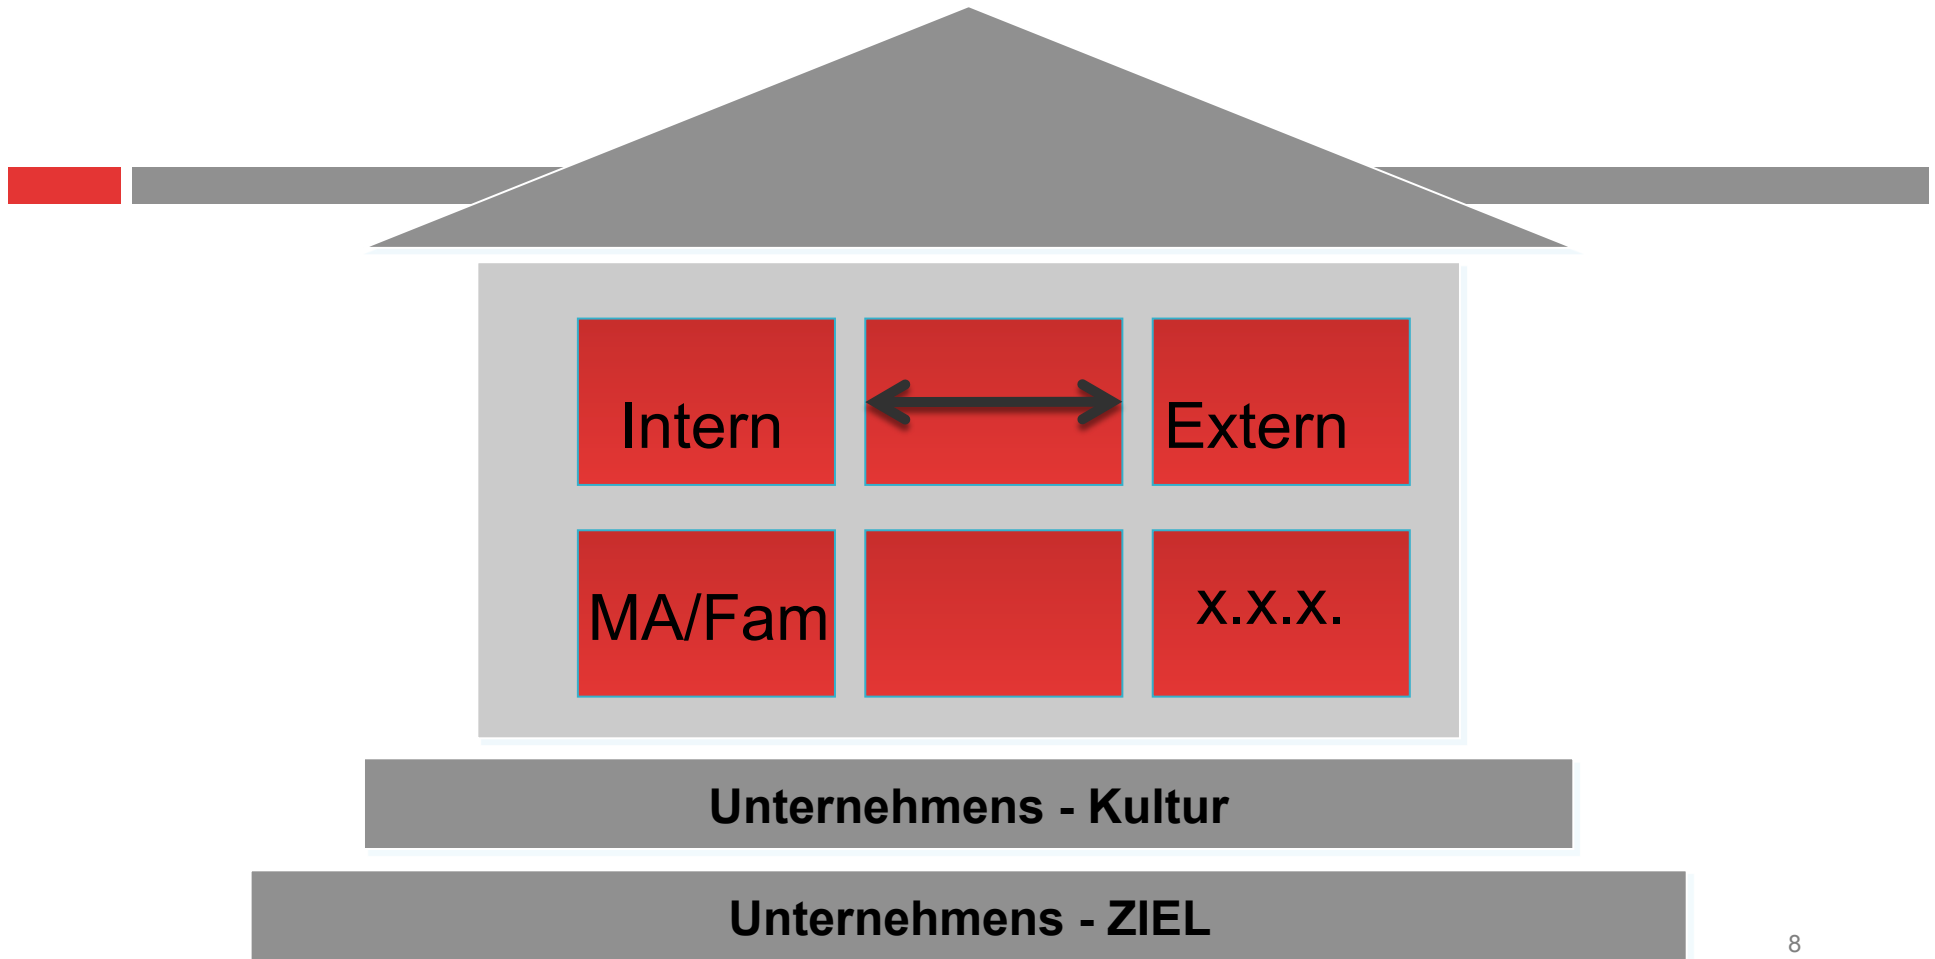 Intern
Extern
MA/Fam
x.x.x.
Unternehmens - Kultur
Unternehmens - ZIEL
8